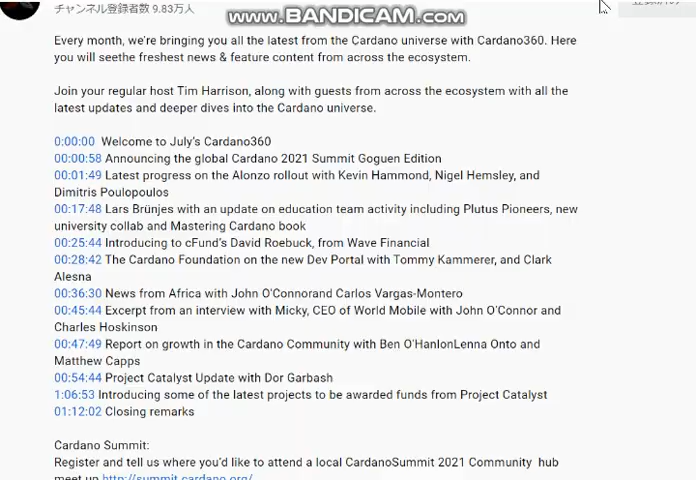 チャンネル登録者数 9.83万人
WWW.BANDICAM.COM
Every month, we're bringing you all the latest from the Cardano universe with Cardano360. Here
you will seethe freshest news & feature content from across the ecosystem.
Join your regular host Tim Harrison, along with guests from across the ecosystem with all the
latest updates and deeper dives into the Cardano universe.
0:00:00 Welcome to July's Cardano360
00:00:58 Announcing the global Cardano 2021 Summit Goguen Edition
00:01:49 Latest progress on the Alonzo rollout with Kevin Hammond, Nigel Hemsley, and
Dimitris Poulopoulos
00:17:48 Lars Brünjes with an update on education team activity including Plutus Pioneers, new
university collab and Mastering Cardano book
00:25:44 Introducing to cFund's David Roebuck, from Wave Financial
00:28:42 The Cardano Foundation on the new Dev Portal with Tommy Kammerer, and Clark
Alesna
00:36:30 News from Africa with John O'Connorand Carlos Vargas-Montero
00:45:44 Excerpt from an interview with Micky, CEO of World Mobile with John O'Connor and
Charles Hoskinson
00:47:49 Report on growth in the Cardano Community with Ben O'HanlonLenna Onto and
Matthew Capps
00:54:44 Project Catalyst Update with Dor Garbash
1:06:53 Introducing some of the latest projects to be awarded funds from Project Catalyst
01:12:02 Closing remarks
Cardano Summit:
Register and tell us where you'd like to attend a local CardanoSummit 2021 Community hub
meet up http://summit.cardano.org/